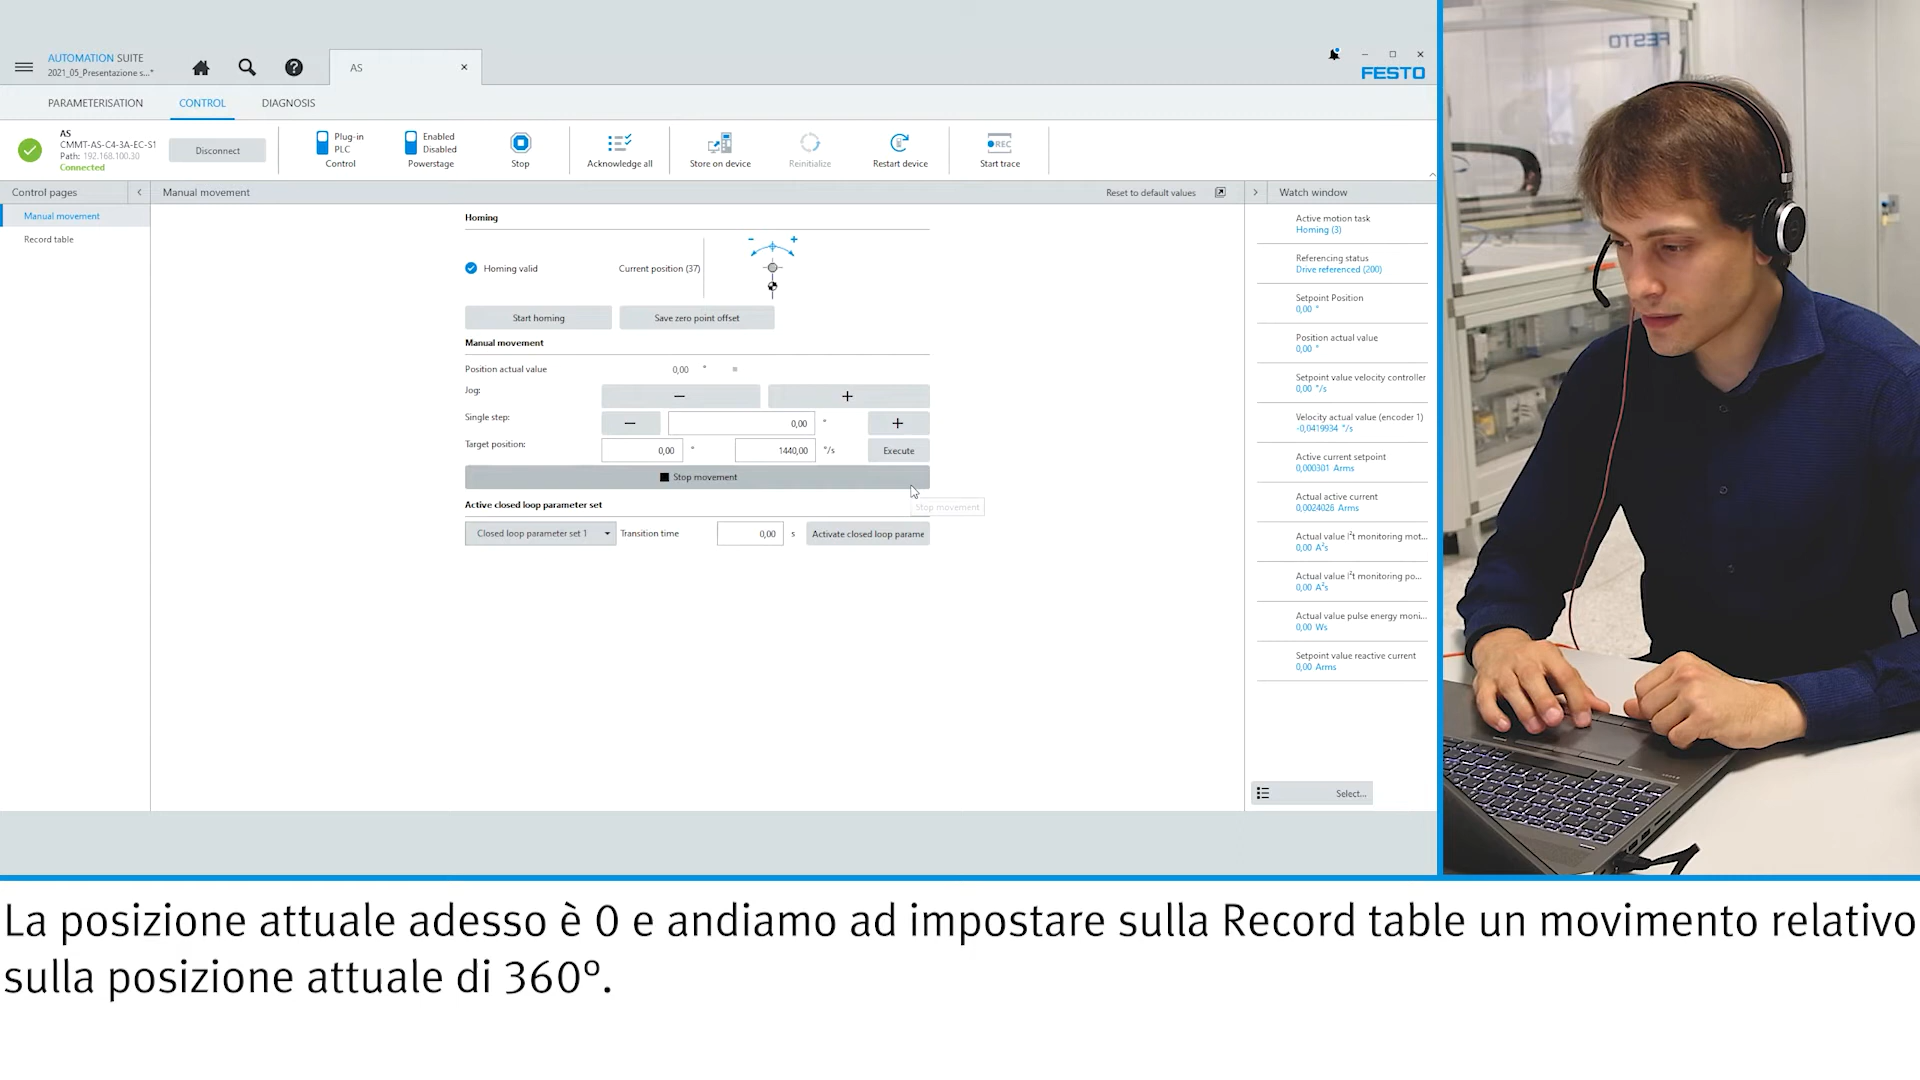 AUTOMATION SUITE
2021_05_Presentazione s...*
AS
FESTO
PARAMETERISATION
CONTROL
DIAGNOSIS
AS
CMMT-AS-C4-3A-EC-S1
Path: 192.168.100.30
Connected
Disconnect
Plug-in
PLC
Control
Enabled
Disabled
Powerstage
Stop
Acknowledge all
Store on device
Reinitialize
REC
Restart device
Start trace
Control pages
Manual movement
Record table
Manual movement
Reset to default values
Homing
Homing valid
Current position (37)
- +
Start homing
Save zero point offset
Manual movement
Position actual value 0,00 °
Jog: − +
Single step: − 0,00 ° +
Target position: 0,00 ° 1440,00 °/s Execute
Stop movement
Stop movement
Active closed loop parameter set
Closed loop parameter set 1 Transition time 0,00 s Activate closed loop parame
Watch window
Active motion task
Homing (3)
Referencing status
Drive referenced (200)
Setpoint Position
0,00 °
Position actual value
0,00 °
Setpoint value velocity controller
0,00 °/s
Velocity actual value (encoder 1)
-0,0419934 °/s
Active current setpoint
0,000301 Arms
Actual active current
0,0024026 Arms
Actual value I²t monitoring mot...
0,00 A²s
Actual value I²t monitoring po...
0,00 A²s
Actual value pulse energy moni...
0,00 Ws
Setpoint value reactive current
0,00 Arms
Select...
FESTO
La posizione attuale adesso è 0 e andiamo ad impostare sulla Record table un movimento relativo
sulla posizione attuale di 360°.